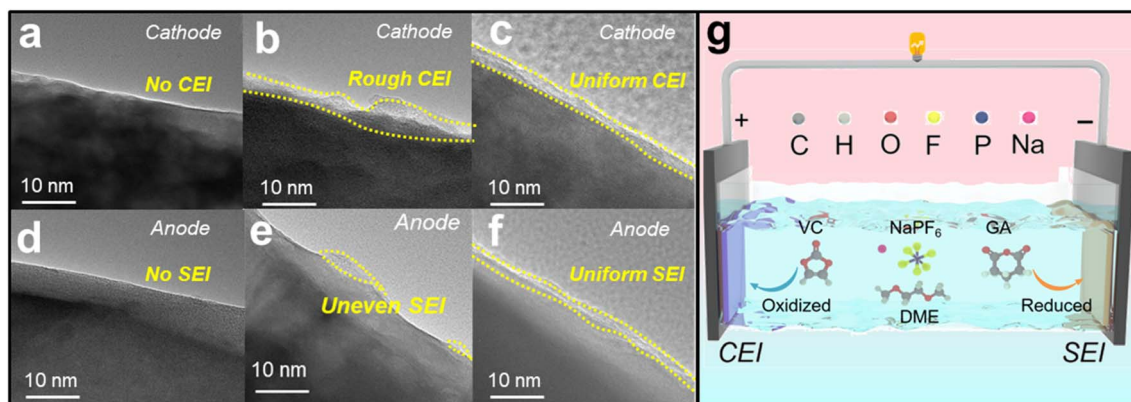 a
Cathode
No CEI
10 nm
b
Cathode
Rough CEI
10 nm
c
Cathode
Uniform CEI
10 nm
d
Anode
No SEI
10 nm
e
Anode
Uneven SEI
10 nm
f
Anode
Uniform SEI
10 nm
g
+ −
C H O F P Na
VC NaPF₆ GA
Oxidized DME Reduced
CEI SEI